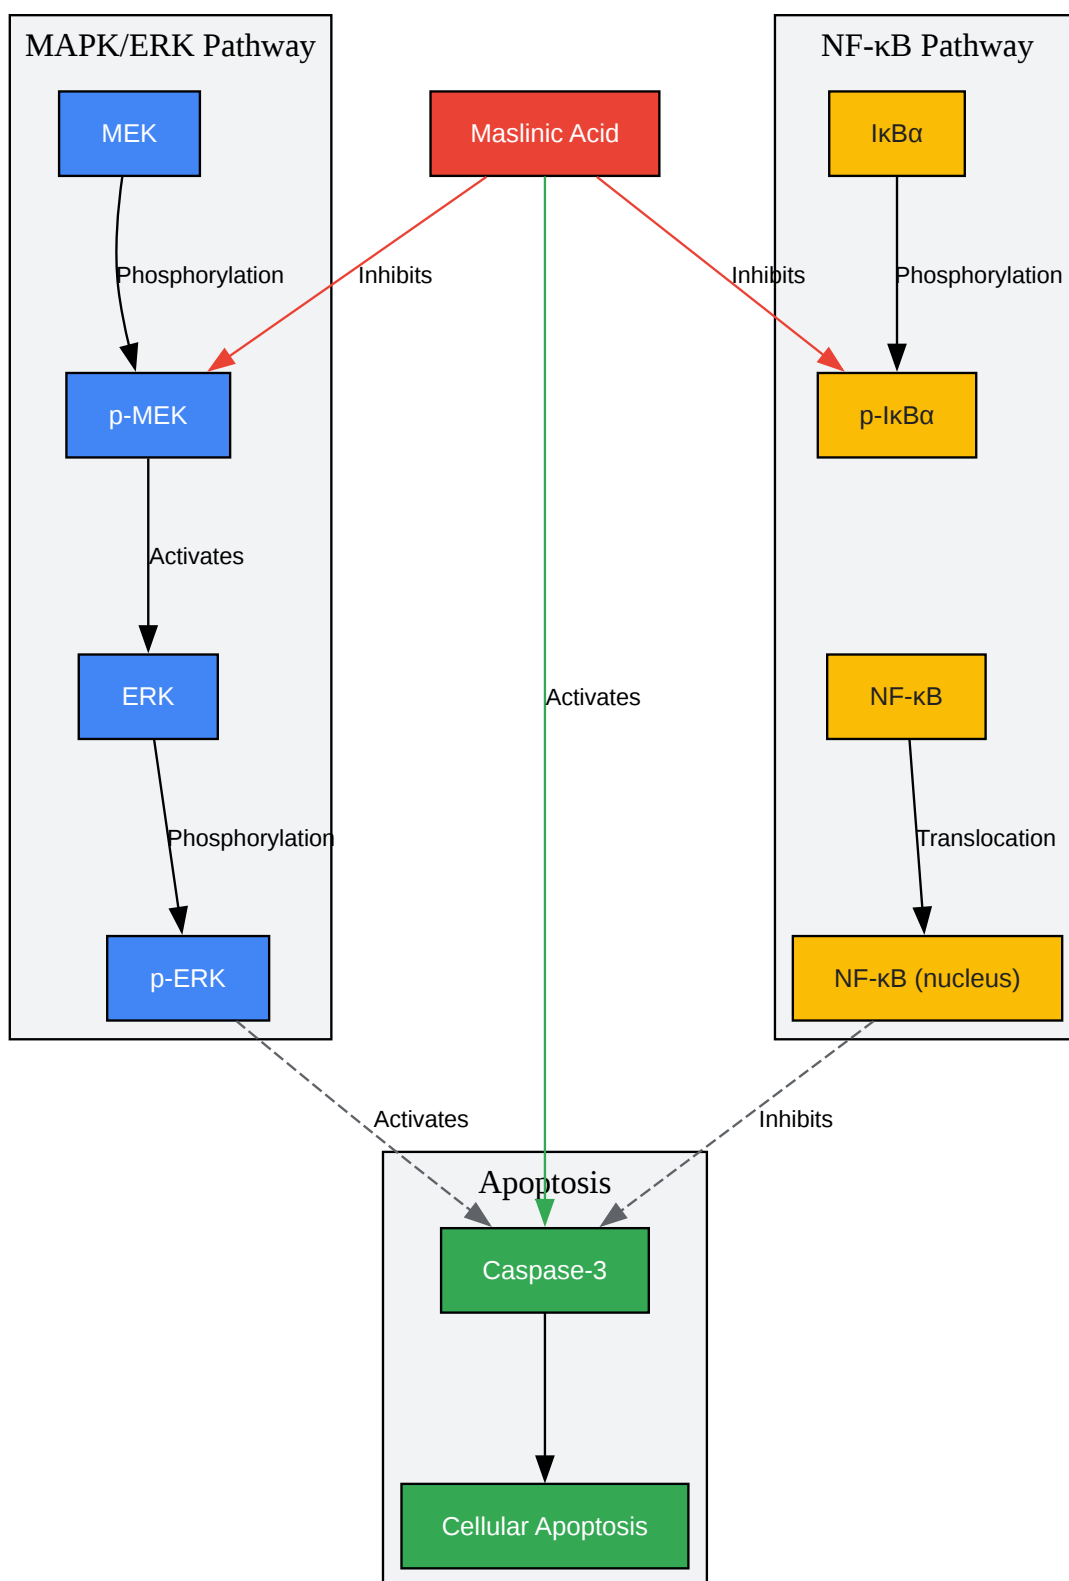 MAPK/ERK Pathway
NF-κB Pathway
MEK
Maslinic Acid
IκBα
Phosphorylation
Inhibits
Inhibits
Phosphorylation
p-MEK
p-IκBα
Activates
ERK
Activates
NF-κB
Phosphorylation
Translocation
p-ERK
NF-κB (nucleus)
Activates
Inhibits
Apoptosis
Caspase-3
Cellular Apoptosis